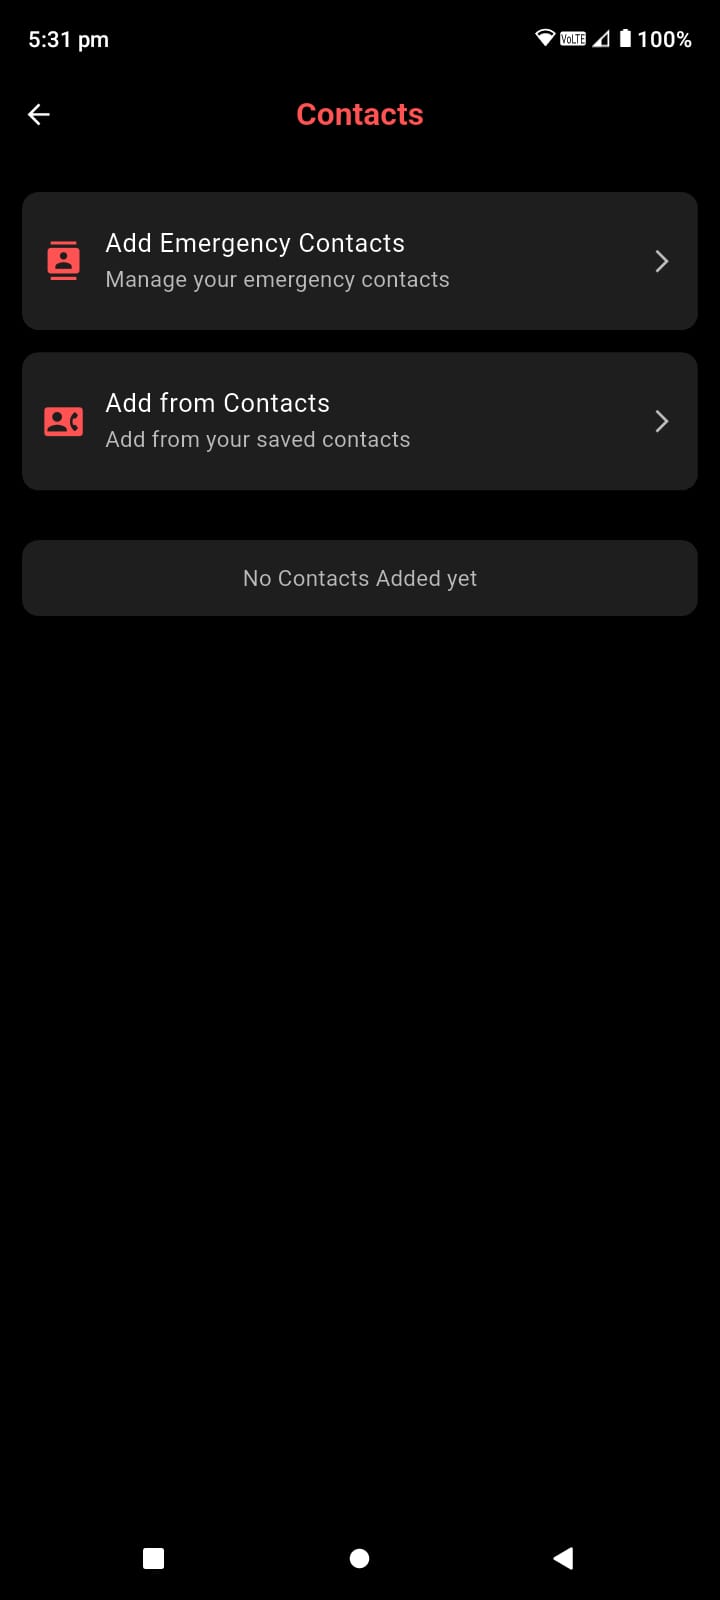 5:31 pm
VoLTE
100%
Contacts
Add Emergency Contacts
Manage your emergency contacts
Add from Contacts
Add from your saved contacts
No Contacts Added yet